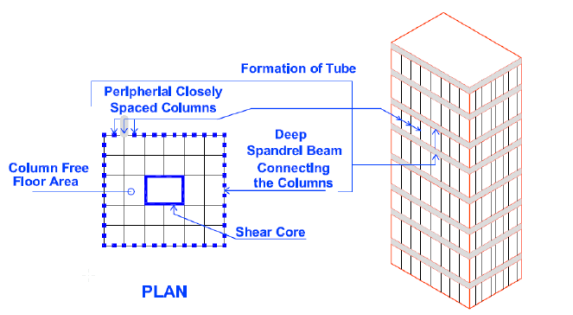 Formation of Tube
Peripherial Closely
Spaced Columns
Deep
Spandrel Beam
Connecting
the Columns
Column Free
Floor Area
Shear Core
PLAN